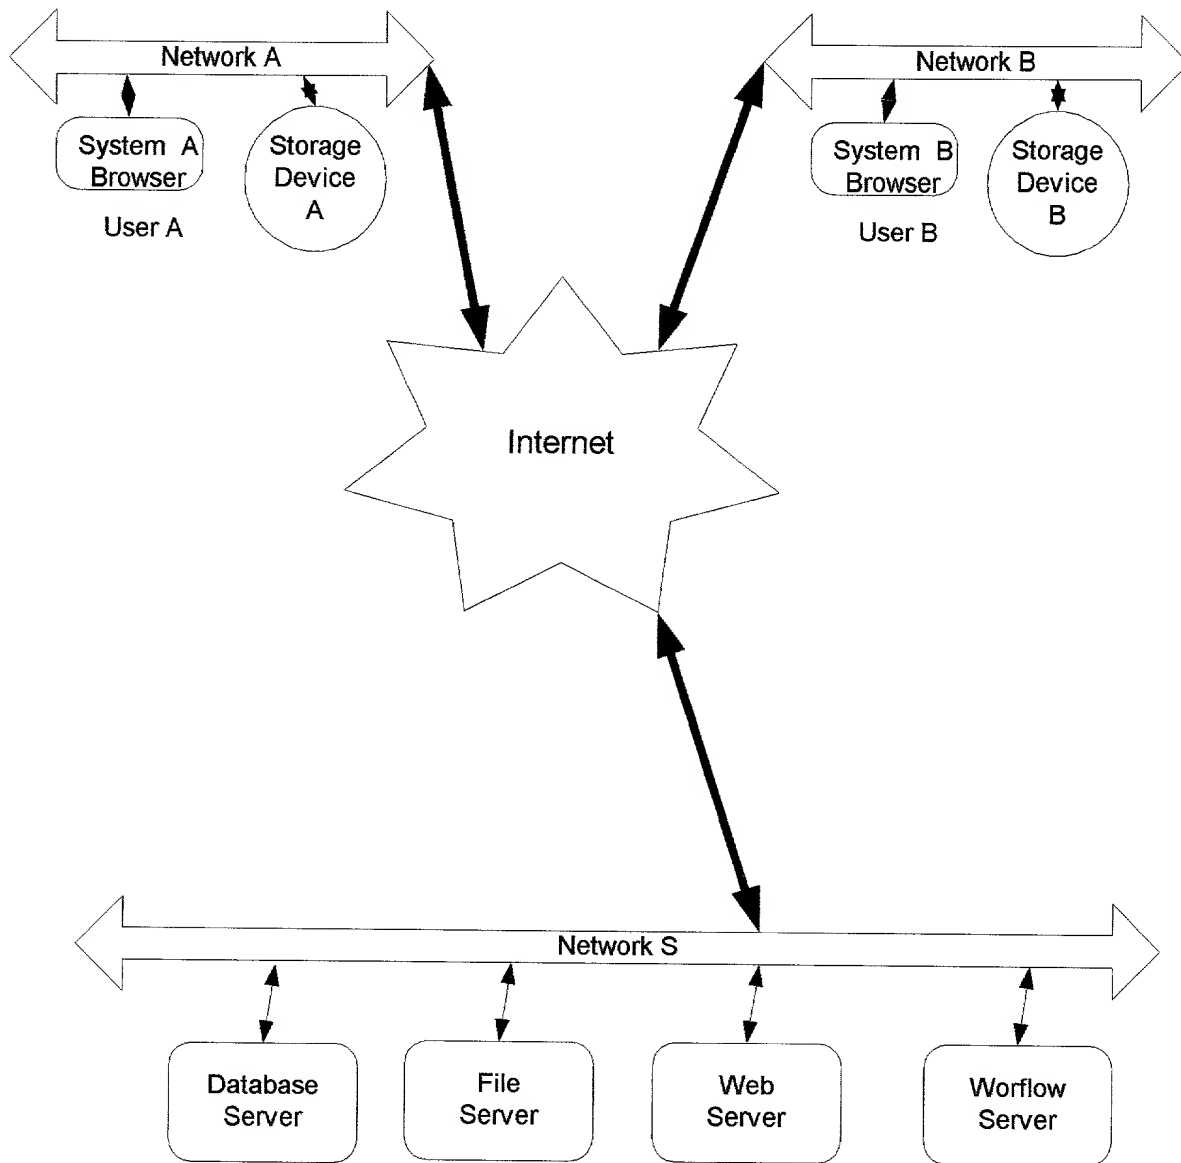 Network A
System A
Browser
User A
Storage
Device
A
Network B
System B
Browser
User B
Storage
Device
B
Internet
Network S
Database
Server
File
Server
Web
Server
Worflow
Server